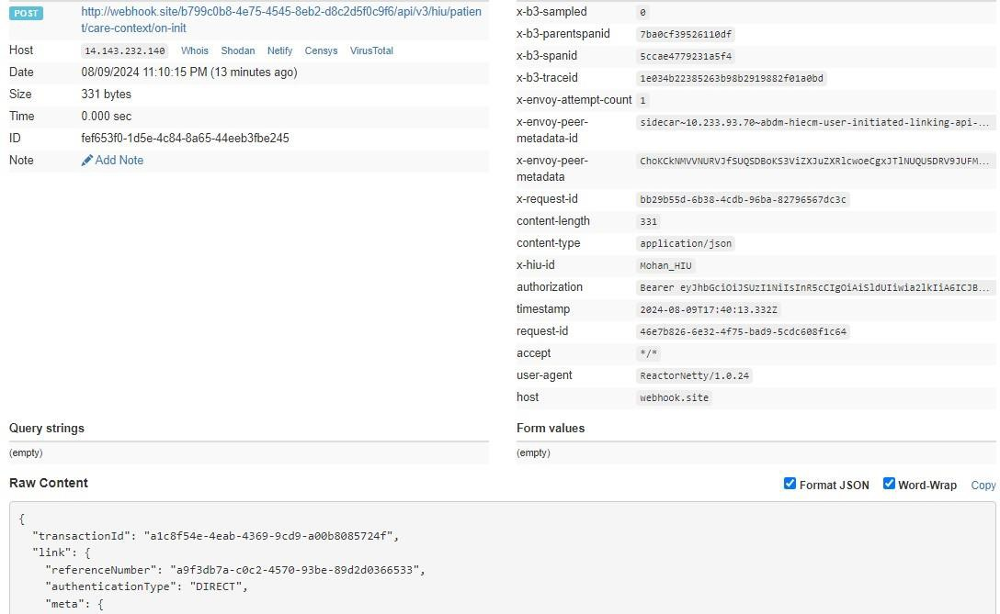 POST http://webhook.site/b799c0b8-4e75-4545-8eb2-d8c2d5f0c9f6/api/v3/hiu/patien
t/care-context/on-init
Host 14.143.232.140 Whois Shodan Netify Censys VirusTotal
Date 08/09/2024 11:10:15 PM (13 minutes ago)
Size 331 bytes
Time 0.000 sec
ID fef653f0-1d5e-4c84-8a65-44eeb3fbe245
Note Add Note
x-b3-sampled 0
x-b3-parentspanid 7ba0cf39526110df
x-b3-spanid 5ccae4779231a5f4
x-b3-traceid 1e034b22385263b98b2919882f01a0bd
x-envoy-attempt-count 1
x-envoy-peer- sidecar~10.233.93.70~abdm-hiecm-user-initiated-linking-api-...
metadata-id
x-envoy-peer- ChoKCkNMVVNURVJfSUQSDBoKS3ViZXJuZXRlcwoeCgxJTlNUQU5DRV9JUFM...
metadata
x-request-id bb29b55d-6b38-4cdb-96ba-82796567dc3c
content-length 331
content-type application/json
x-hiu-id Mohan_HIU
authorization Bearer eyJhbGciOiJSUzI1NiIsInR5cCIgOiAiSldUIiwia2lkIiA6ICJB...
timestamp 2024-08-09T17:40:13.332Z
request-id 46e7b826-6e32-4f75-bad9-5cdc608f1c64
accept */*
user-agent ReactorNetty/1.0.24
host webhook.site
Query strings
(empty)
Form values
(empty)
Raw Content
Format JSON Word-Wrap Copy
{
"transactionId": "a1c8f54e-4eab-4369-9cd9-a00b8085724f",
"link": {
"referenceNumber": "a9f3db7a-c0c2-4570-93be-89d2d0366533",
"authenticationType": "DIRECT",
"meta": {